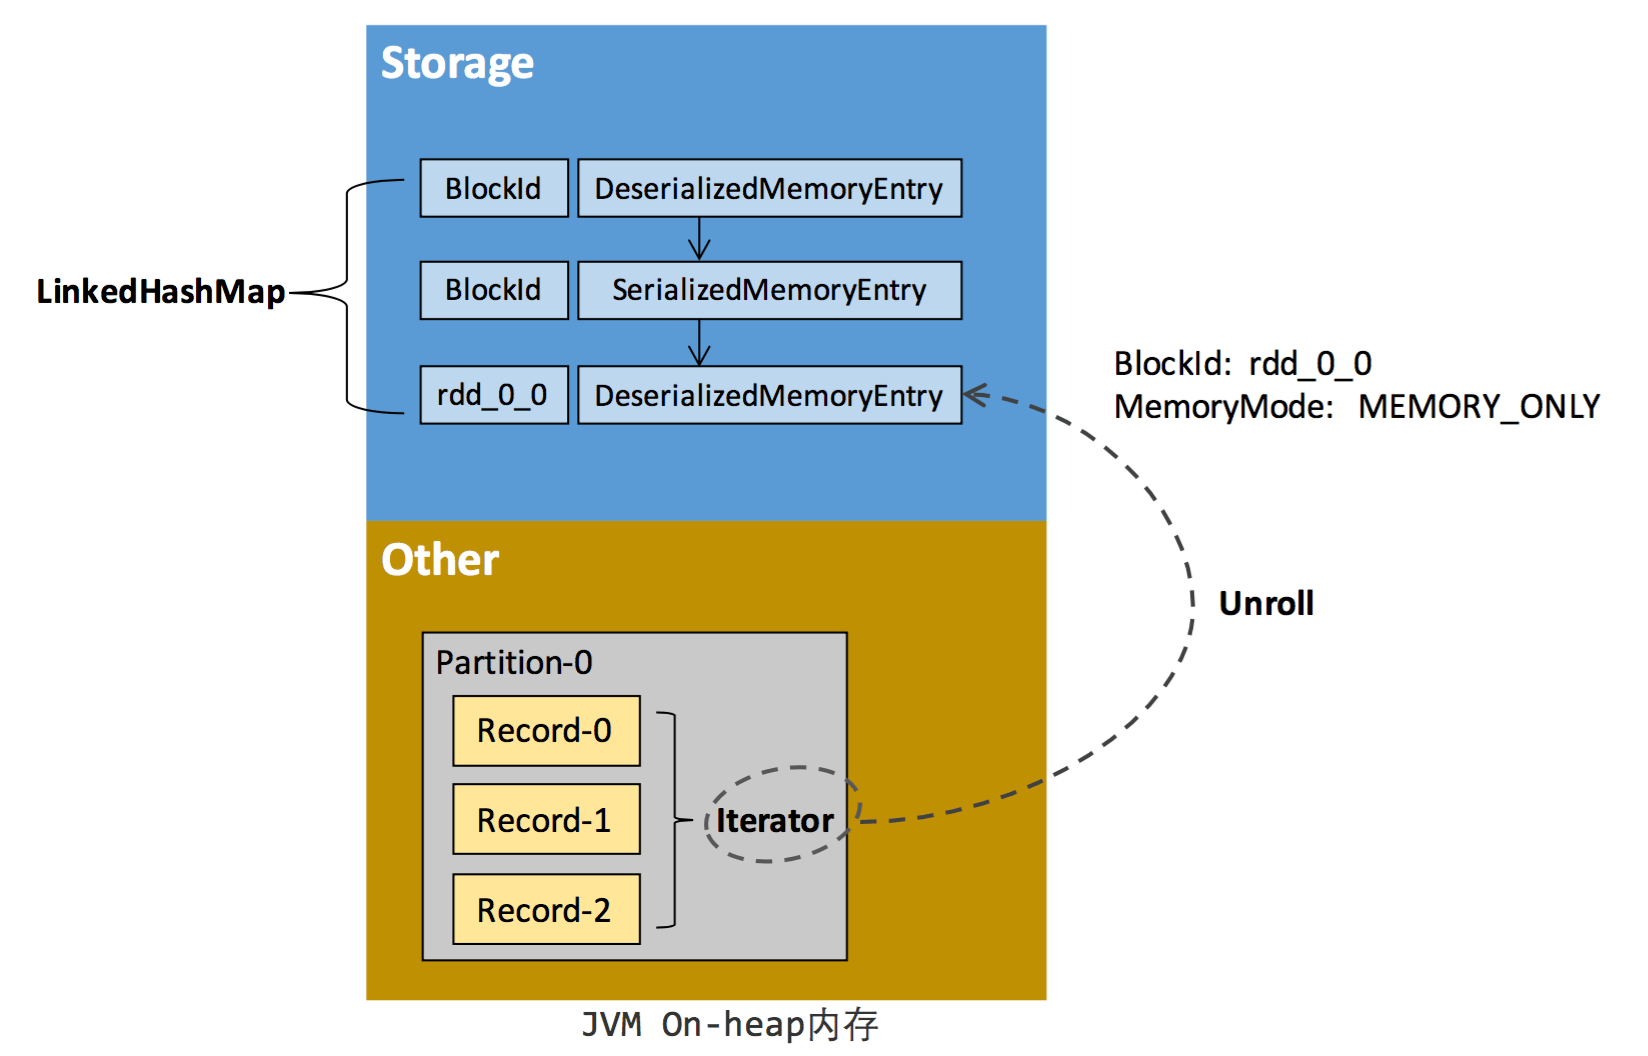 Storage
BlockId DeserializedMemoryEntry
BlockId SerializedMemoryEntry
LinkedHashMap
rdd_0_0 DeserializedMemoryEntry
BlockId: rdd_0_0
MemoryMode: MEMORY_ONLY
Other
Unroll
Partition-0
Record-0
Record-1
Iterator
Record-2
JVM On-heap内存